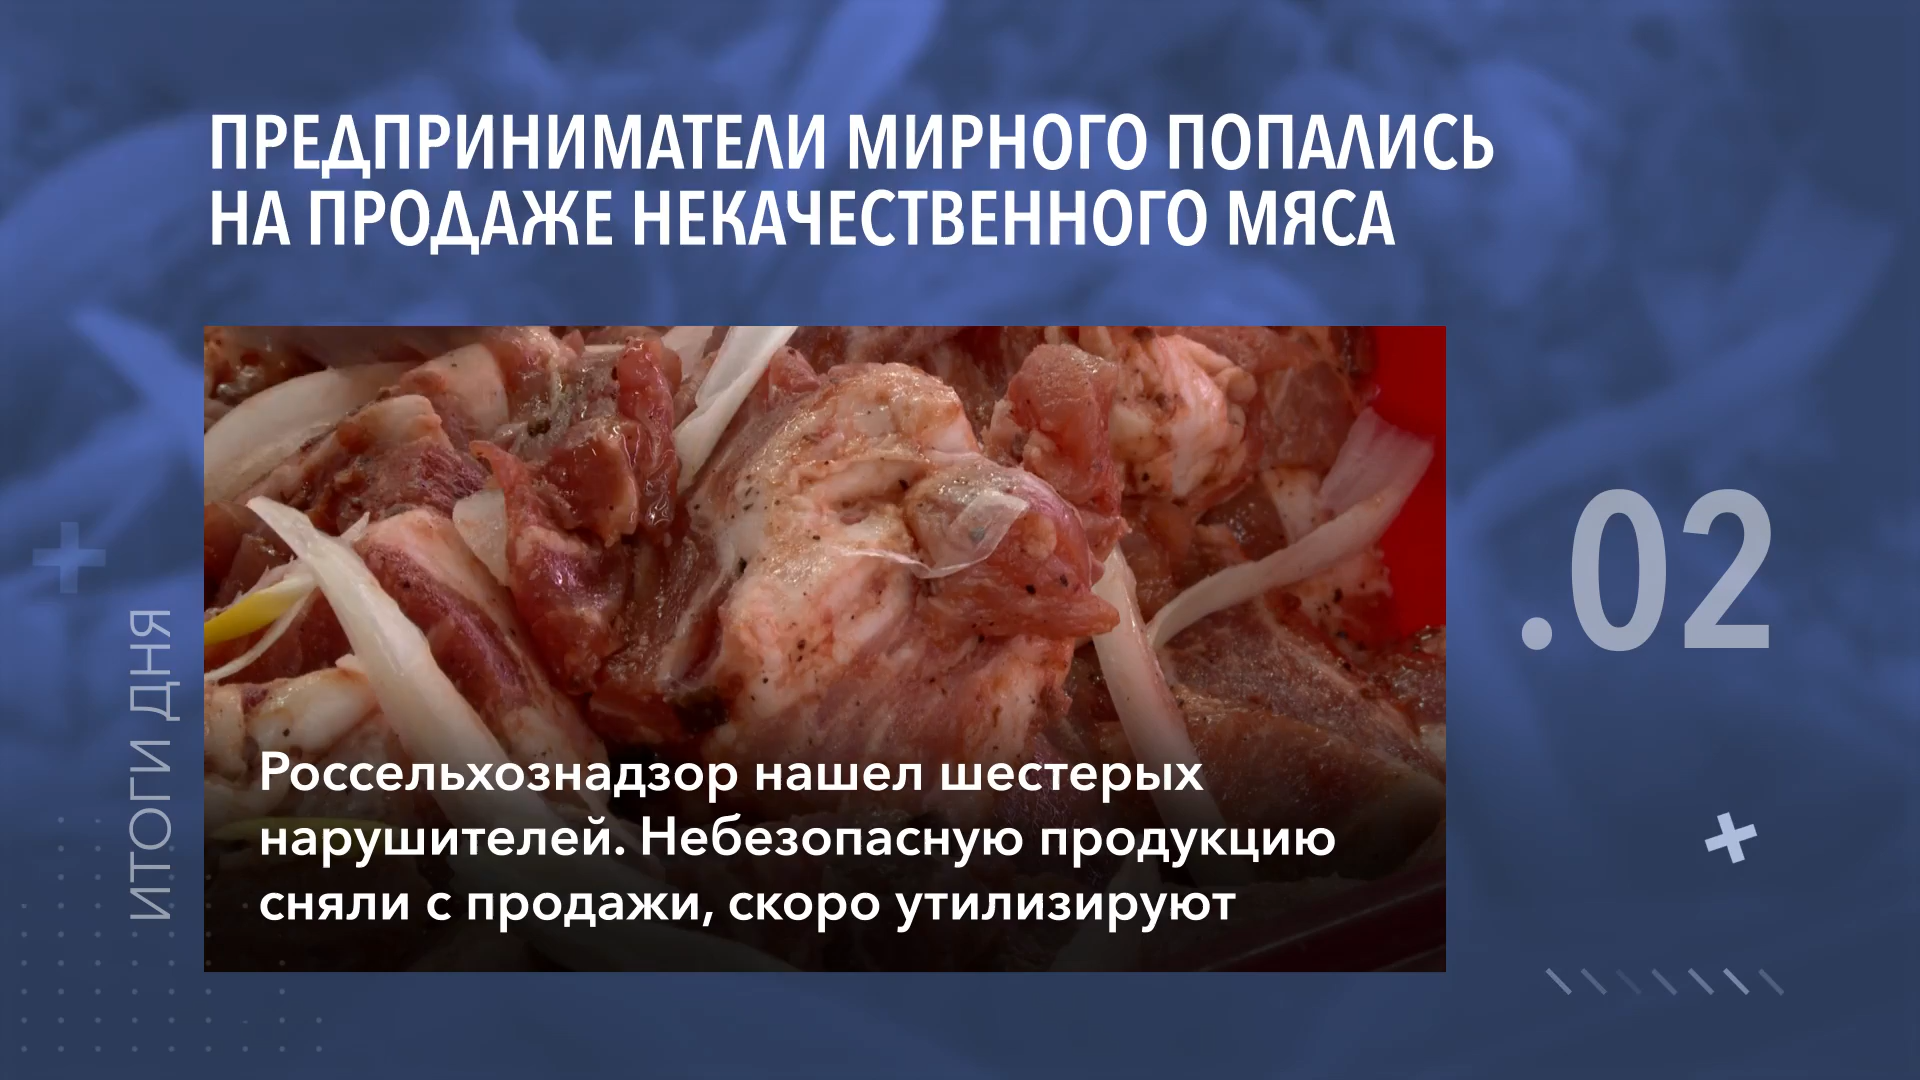 ПРЕДПРИНИМАТЕЛИ МИРНОГО ПОПАЛИСЬ
НА ПРОДАЖЕ НЕКАЧЕСТВЕННОГО МЯСА
.02
ИТОГИ ДНЯ
Россельхознадзор нашел шестерых
нарушителей. Небезопасную продукцию
сняли с продажи, скоро утилизируют